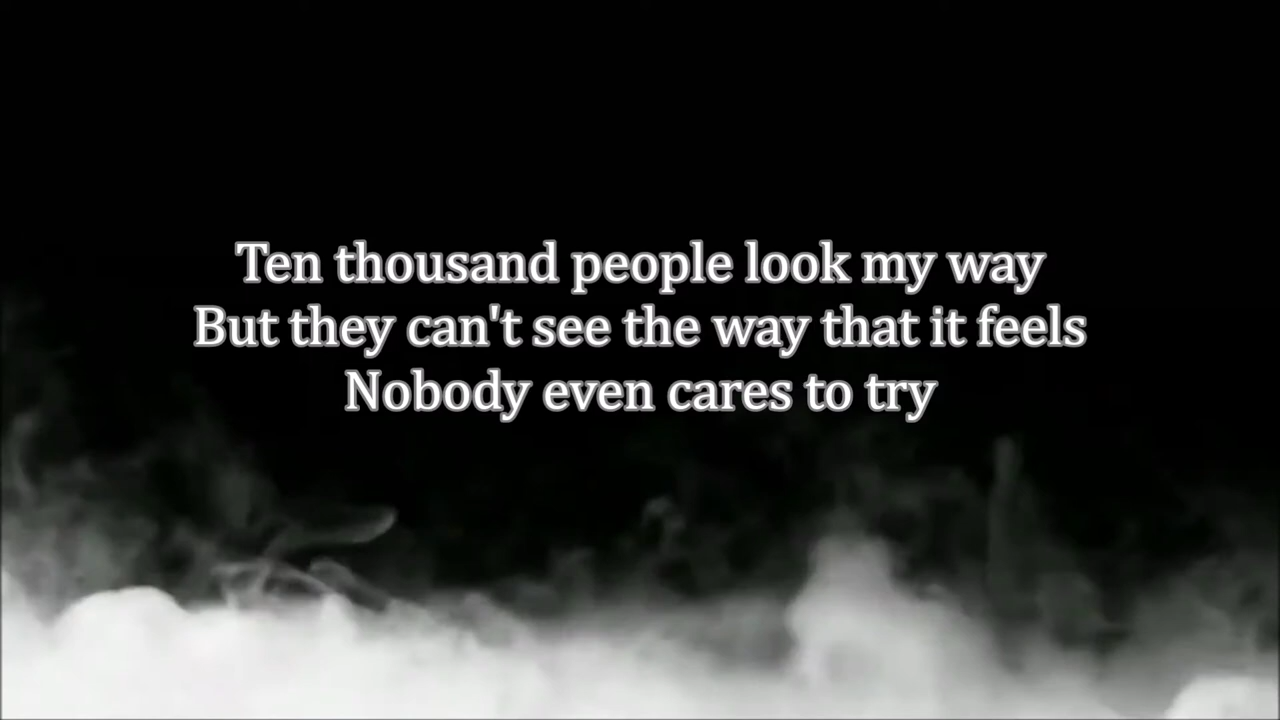 Ten thousand people look my way
But they can't see the way that it feels
Nobody even cares to try